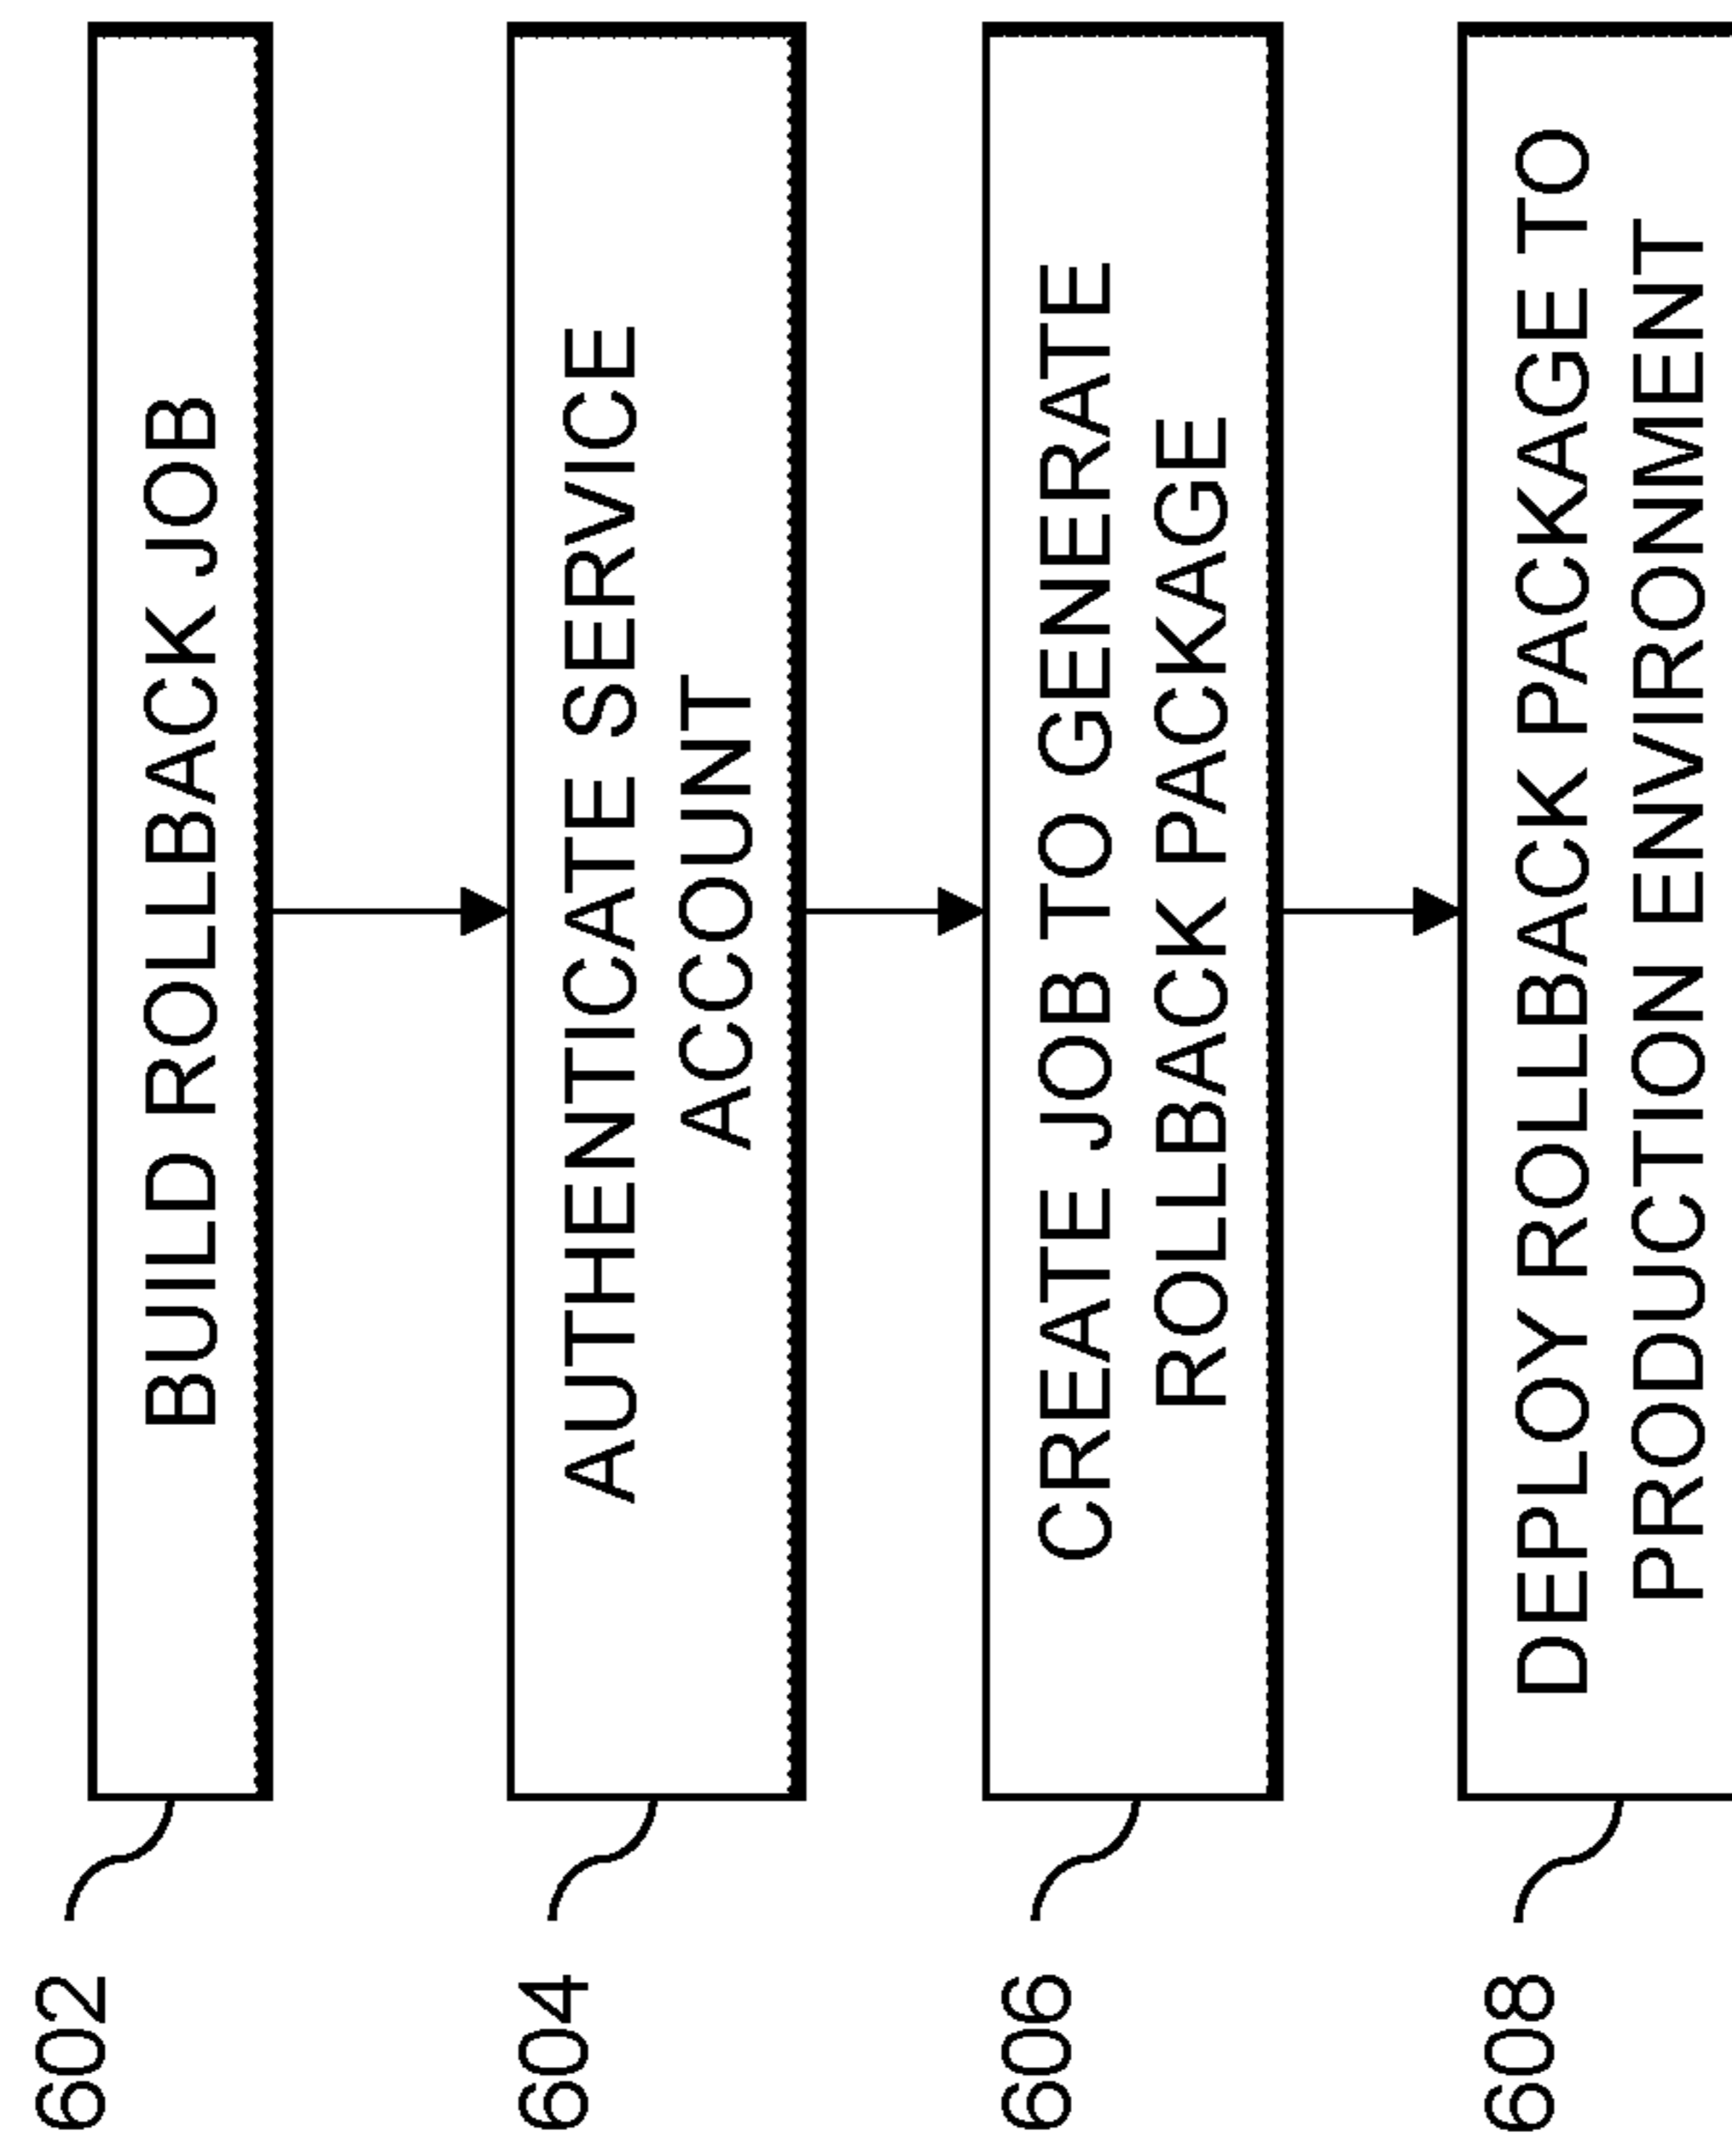 602
BUILD ROLLBACK JOB
604
AUTHENTICATE SERVICE
ACCOUNT
606
CREATE JOB TO GENERATE
ROLLBACK PACKAGE
608
DEPLOY ROLLBACK PACKAGE TO
PRODUCTION ENVIRONMENT